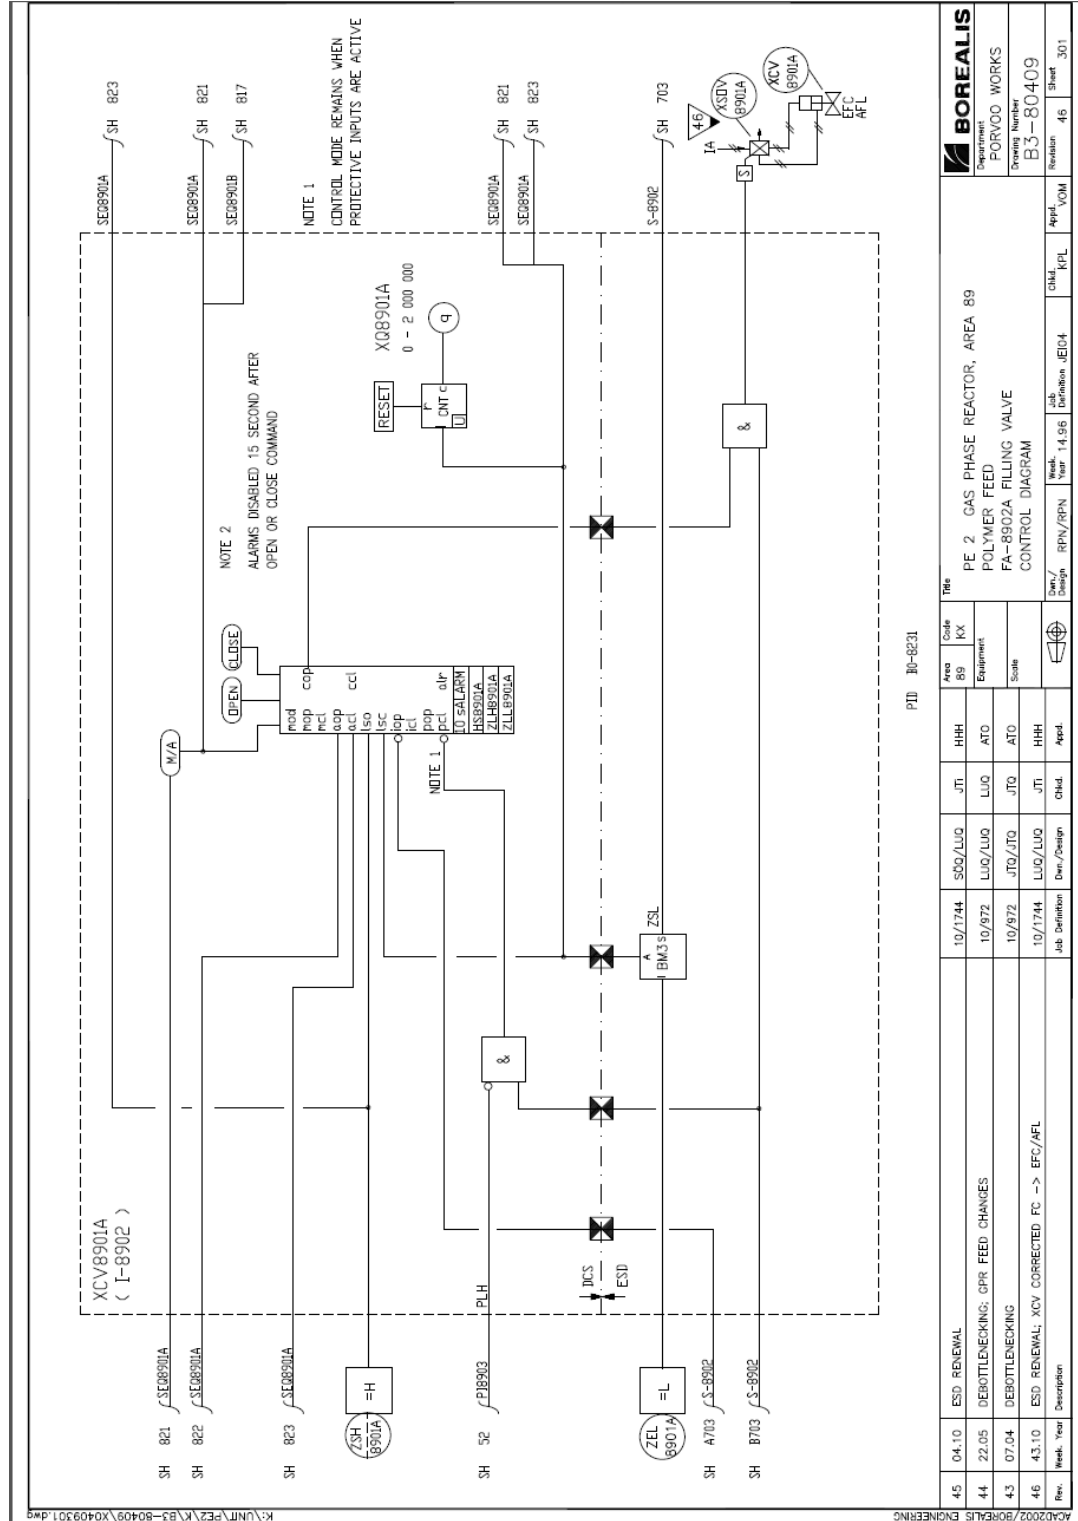 XCV8901A
( I-8902 )
SH 821 SEQ8901A
SH 822 SEQ8901A
SH 823 SEQ8901A
ZSH
8901A
=H
SH 52 PI8903
PLH
ZEL
8901A
=L
SH A703 S-8902
SH B703 S-8902
DCS
ESD
&
M/A
OPEN
CLOSE
mod
mop
mcl
aop
acl
lso
lsc
iop
icl
pop
pcl
cop
ccl
alr
10 sALARM
HS8901A
ZLH8901A
ZLL8901A
NOTE 1
NOTE 2
ALARMS DISABLED 15 SECOND AFTER
OPEN OR CLOSE COMMAND
RESET
r
I CNT c
U
q
XQ8901A
0 - 2 000 000
A
I BM3 S
ZSL
&
SEQ8901A SH 823
SEQ8901A SH 821
SEQ8901B SH 817
NOTE 1
CONTROL MODE REMAINS WHEN
PROTECTIVE INPUTS ARE ACTIVE
SEQ8901A SH 821
SEQ8901A SH 823
S-8902 SH 703
S
IA
46
XSOV
8901A
XCV
8901A
EFC
AFL
PID B0-8231
45 04.10 ESD RENEWAL 10/1744 SÖQ/LUQ JTi HHH
44 22.05 DEBOTTLENECKING; GPR FEED CHANGES 10/972 LUQ/LUQ LUQ ATO
43 07.04 DEBOTTLENECKING 10/972 JTQ/JTQ JTQ ATO
46 43.10 ESD RENEWAL; XCV CORRECTED FC -> EFC/AFL 10/1744 LUQ/LUQ JTi HHH
Rev. Week. Year Description Job Definition Dwn./Design Chkd. Appd.
Area
89
Code
KX
Equipment
Scale
Title
PE 2 GAS PHASE REACTOR, AREA 89
POLYMER FEED
FA-8902A FILLING VALVE
CONTROL DIAGRAM
Dwn./
Design RPN/RPN
Week.
Year 14.96
Job
Definition JEI04
Chkd. KPL
Appd. VOM
BOREALIS
Department
PORVOO WORKS
Drawing Number
B3-80409
Revision 46
Sheet 301
ACAD2002/BOREALIS ENGINEERING
K:\UNIT\PE2\K\B3-80409\X0409301.dwg